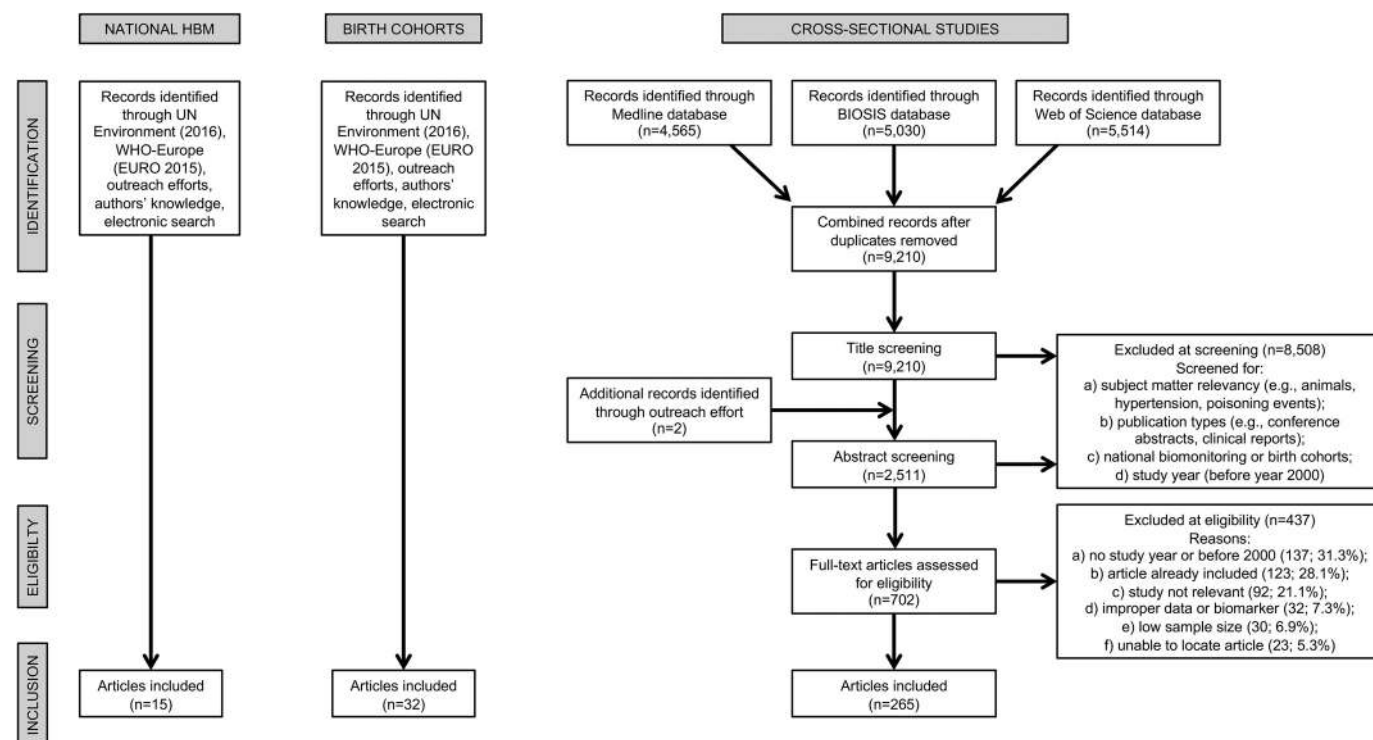 NATIONAL HBM
BIRTH COHORTS
CROSS-SECTIONAL STUDIES
IDENTIFICATION
Records identified
through UN
Environment (2016),
WHO-Europe
(EURO 2015),
outreach efforts,
authors' knowledge,
electronic search
Records identified
through UN
Environment (2016),
WHO-Europe (EURO
2015), outreach
efforts, authors'
knowledge, electronic
search
Records identified through
Medline database
(n=4,565)
Records identified through
BIOSIS database
(n=5,030)
Records identified through
Web of Science database
(n=5,514)
Combined records after
duplicates removed
(n=9,210)
SCREENING
Title screening
(n=9,210)
Additional records identified
through outreach effort
(n=2)
Abstract screening
(n=2,511)
Excluded at screening (n=8,508)
Screened for:
a) subject matter relevancy (e.g., animals,
hypertension, poisoning events);
b) publication types (e.g., conference
abstracts, clinical reports);
c) national biomonitoring or birth cohorts;
d) study year (before year 2000)
ELIGIBILTY
Full-text articles assessed
for eligibility
(n=702)
Excluded at eligibility (n=437)
Reasons:
a) no study year or before 2000 (137; 31.3%);
b) article already included (123; 28.1%);
c) study not relevant (92; 21.1%);
d) improper data or biomarker (32; 7.3%);
e) low sample size (30; 6.9%);
f) unable to locate article (23; 5.3%)
INCLUSION
Articles included
(n=15)
Articles included
(n=32)
Articles included
(n=265)